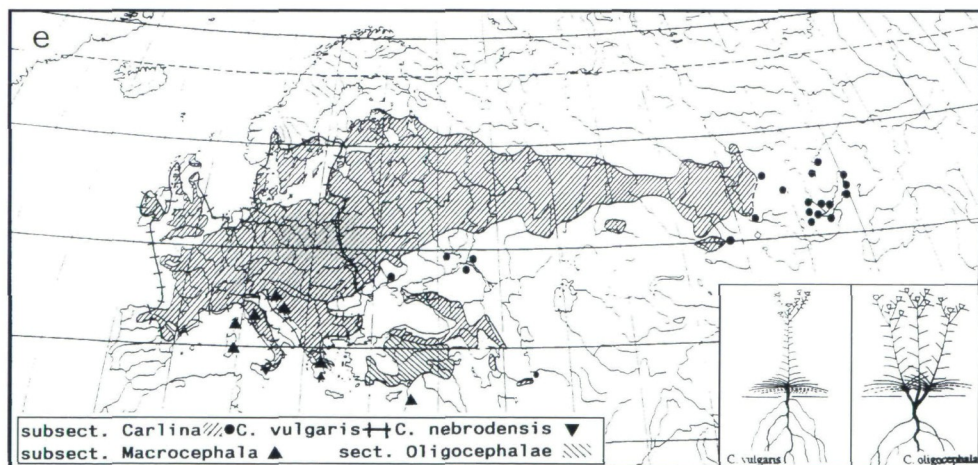 e
subsect. Carlina C. vulgaris C. nebrodensis
subsect. Macrocephala sect. Oligocephalae
C. vulgaris C. oligocephala